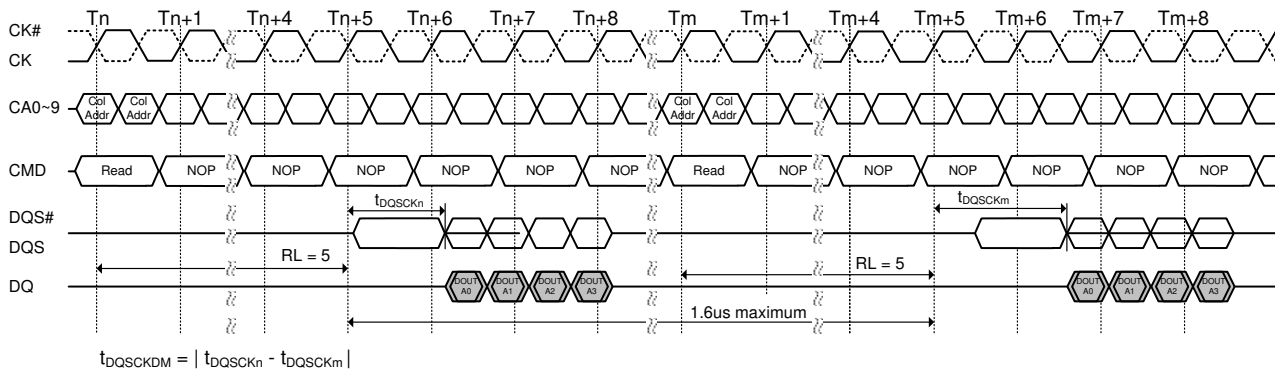 Tn Tn+1 Tn+4 Tn+5 Tn+6 Tn+7 Tn+8 Tm Tm+1 Tm+4 Tm+5 Tm+6 Tm+7 Tm+8
CK#
CK
CA0~9 Col Addr Col Addr Col Addr Col Addr
CMD Read NOP NOP NOP NOP NOP NOP Read NOP NOP NOP NOP NOP NOP
tDQSCKn tDQSCKm
DQS#
DQS
RL = 5 RL = 5
DQ DOUT A0 DOUT A1 DOUT A2 DOUT A3 DOUT A0 DOUT A1 DOUT A2 DOUT A3
1.6us maximum
tDQSCKDM = | tDQSCKn - tDQSCKm |